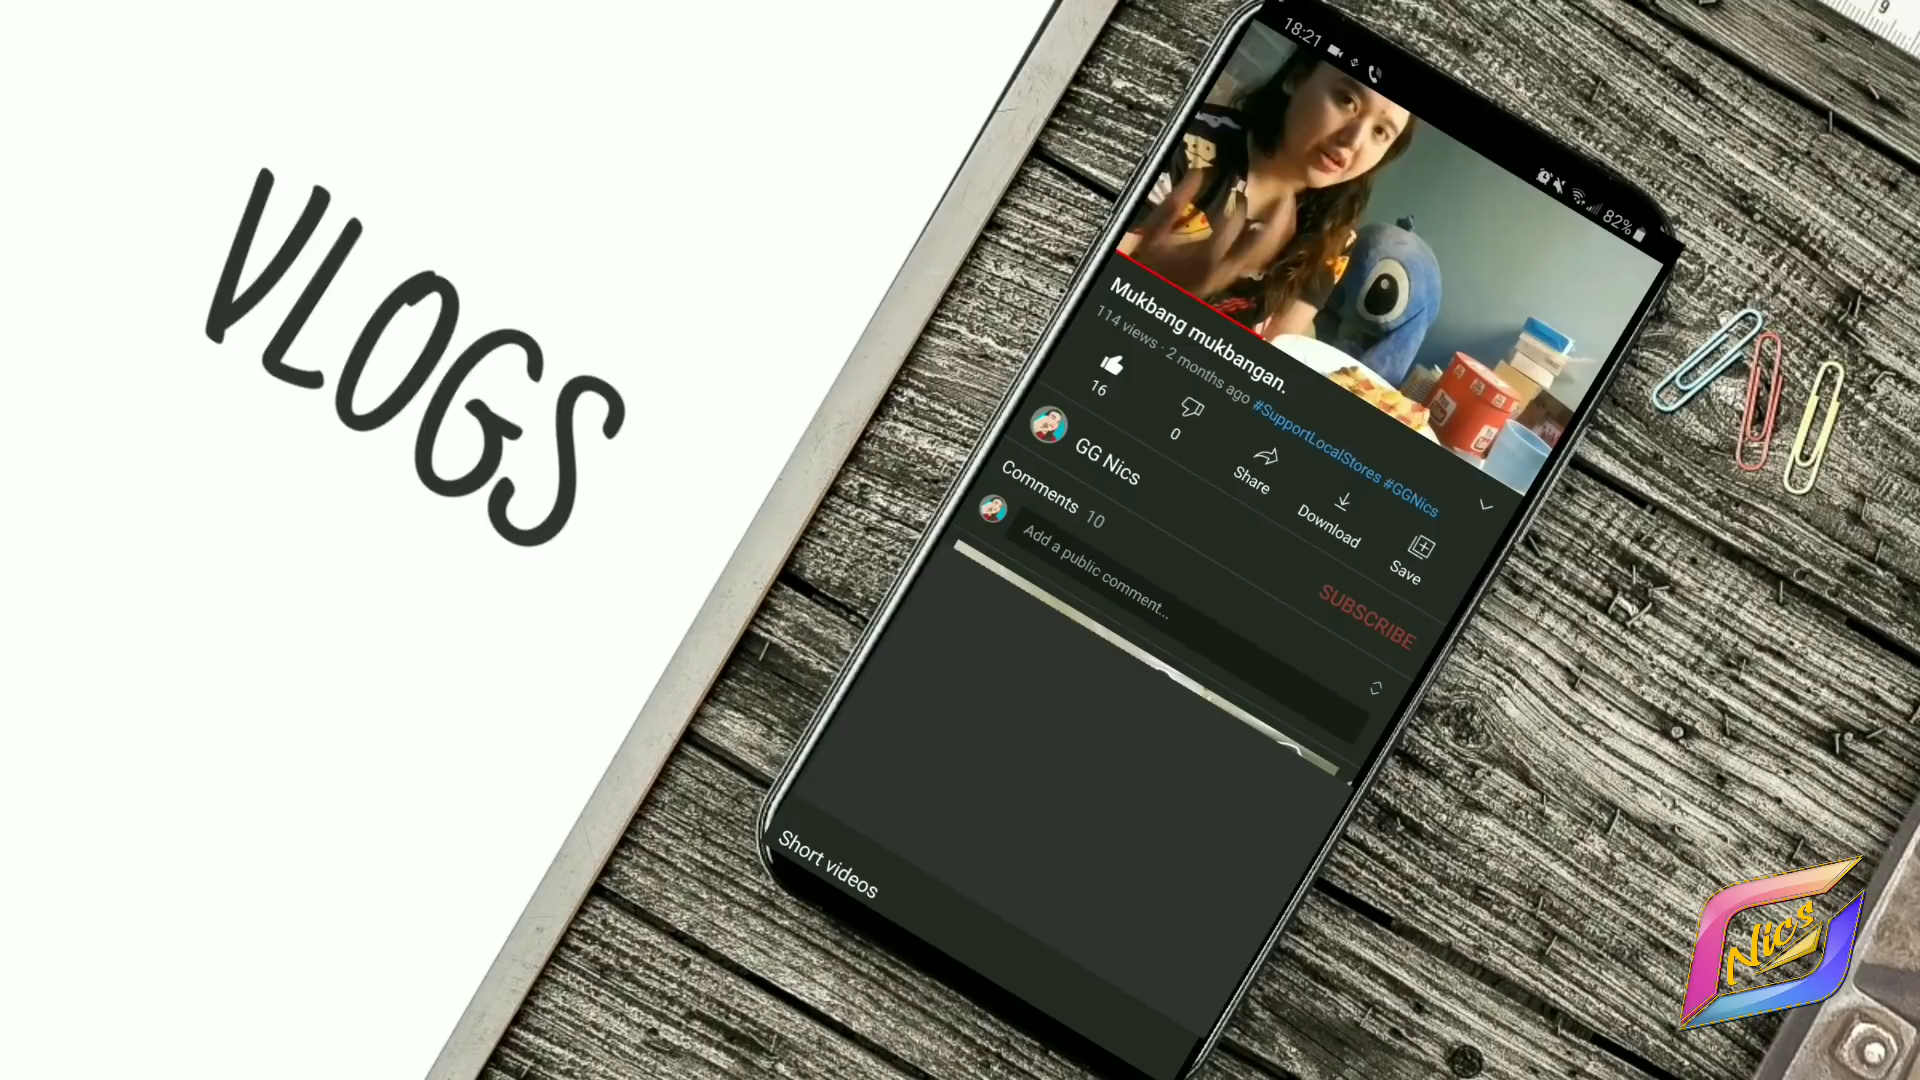 VLOGS
18:21
82%
Mukbang mukbangan.
114 views · 2 months ago #SupportLocalStores #GGNics
16
0
Share
Download
Save
GG Nics
SUBSCRIBE
Comments 10
Add a public comment...
Short videos
Nics
9